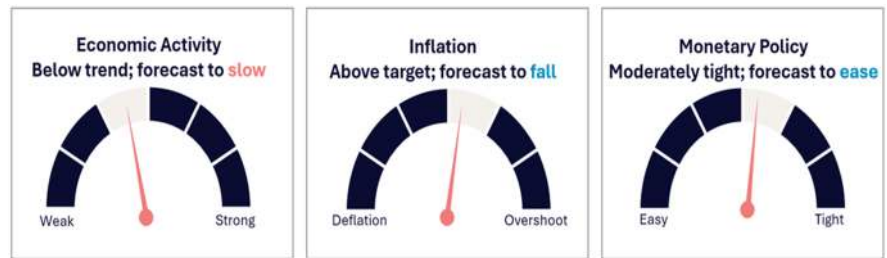 Economic Activity
Below trend; forecast to slow
Weak
Strong
Inflation
Above target; forecast to fall
Deflation
Overshoot
Monetary Policy
Moderately tight; forecast to ease
Easy
Tight